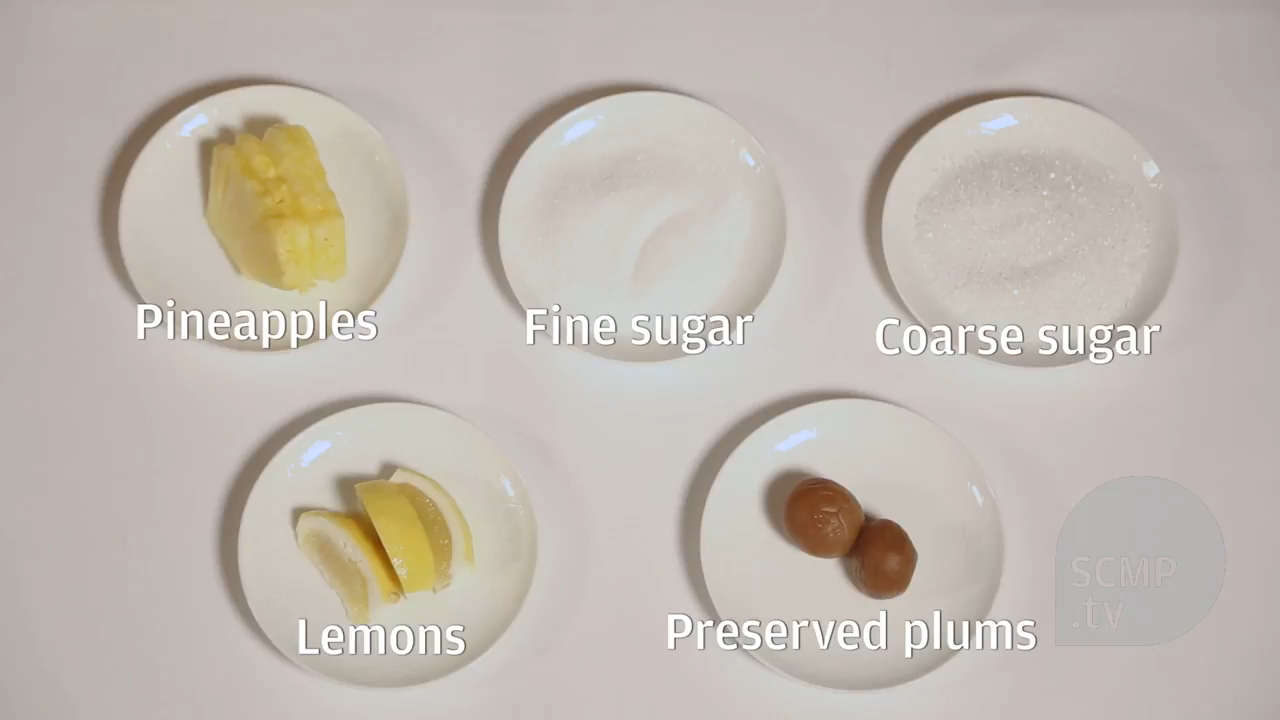 Pineapples
Fine sugar
Coarse sugar
Lemons
Preserved plums
SCMP
.tv